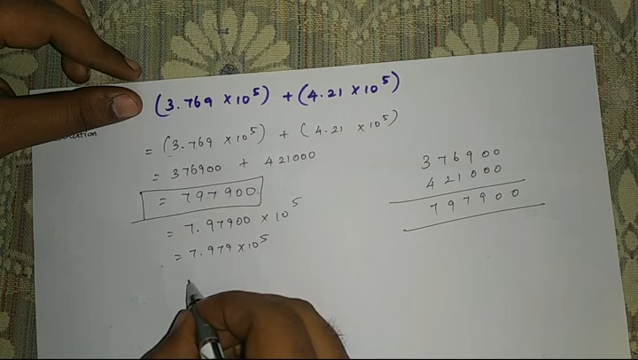 (3.769 × 10⁵) + (4.21 × 10⁵)
= (3.769 × 10⁵) + (4.21 × 10⁵)
= 376900 + 421000
= 797900
= 7.97900 × 10⁵
= 7.979 × 10⁵
376900
421000
797900